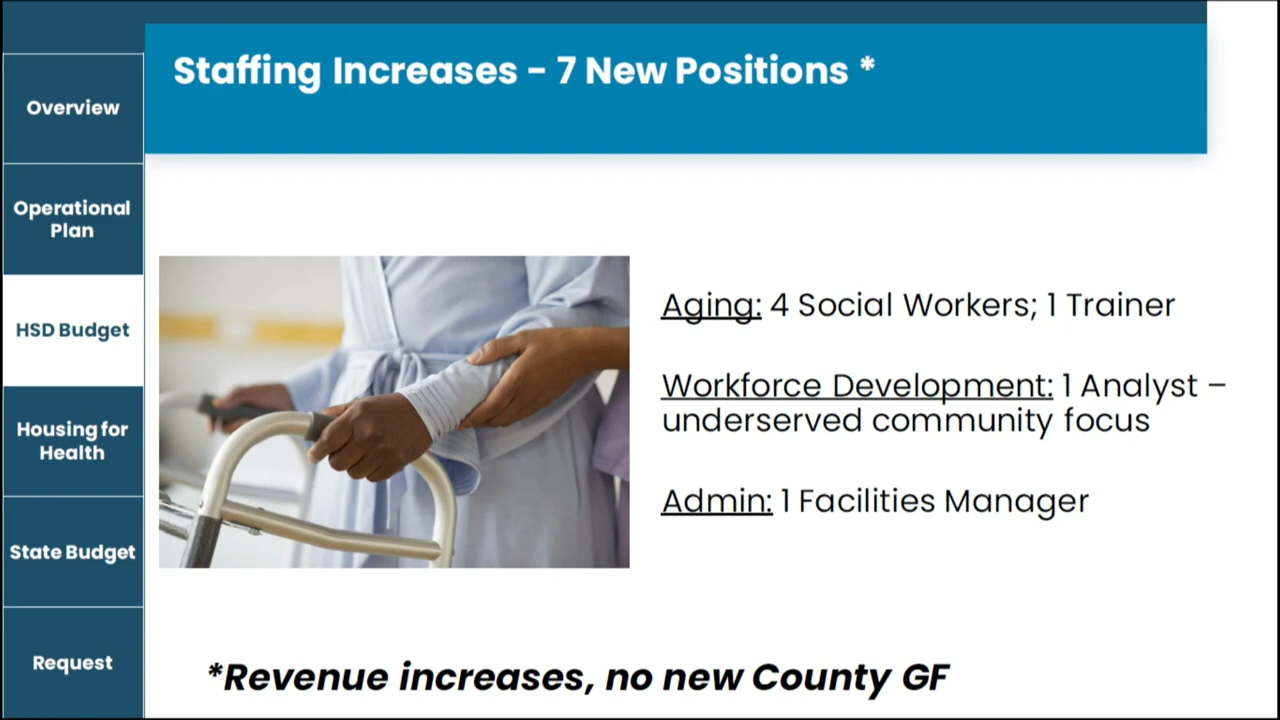 Staffing Increases - 7 New Positions *
Overview
Operational
Plan
HSD Budget
Housing for
Health
State Budget
Request
Aging: 4 Social Workers; 1 Trainer
Workforce Development: 1 Analyst –
underserved community focus
Admin: 1 Facilities Manager
*Revenue increases, no new County GF